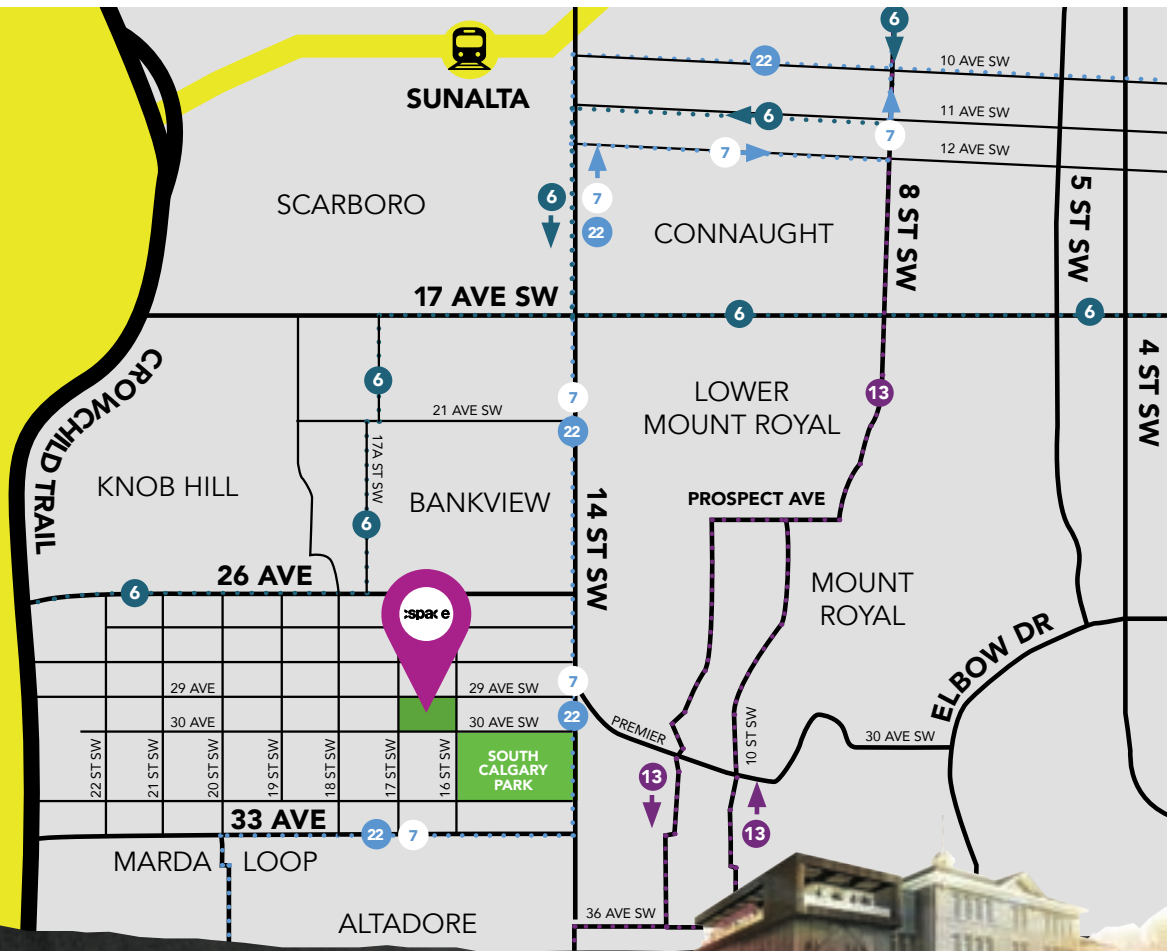 6
22
10 AVE SW
SUNALTA
11 AVE SW
6
7
7
12 AVE SW
6
7
22
SCARBORO
CONNAUGHT
8 ST SW
5 ST SW
17 AVE SW
6
6
4 ST SW
CROWCHILD TRAIL
6
7
22
21 AVE SW
LOWER
MOUNT ROYAL
13
17A ST SW
KNOB HILL
BANKVIEW
6
14 ST SW
PROSPECT AVE
26 AVE
6
:spac e
MOUNT
ROYAL
ELBOW DR
29 AVE
29 AVE SW
7
22
30 AVE
30 AVE SW
PREMIER
10 ST SW
30 AVE SW
22 ST SW
21 ST SW
20 ST SW
19 ST SW
18 ST SW
17 ST SW
16 ST SW
SOUTH
CALGARY
PARK
13
13
33 AVE
22
7
MARDA LOOP
ALTADORE
36 AVE SW